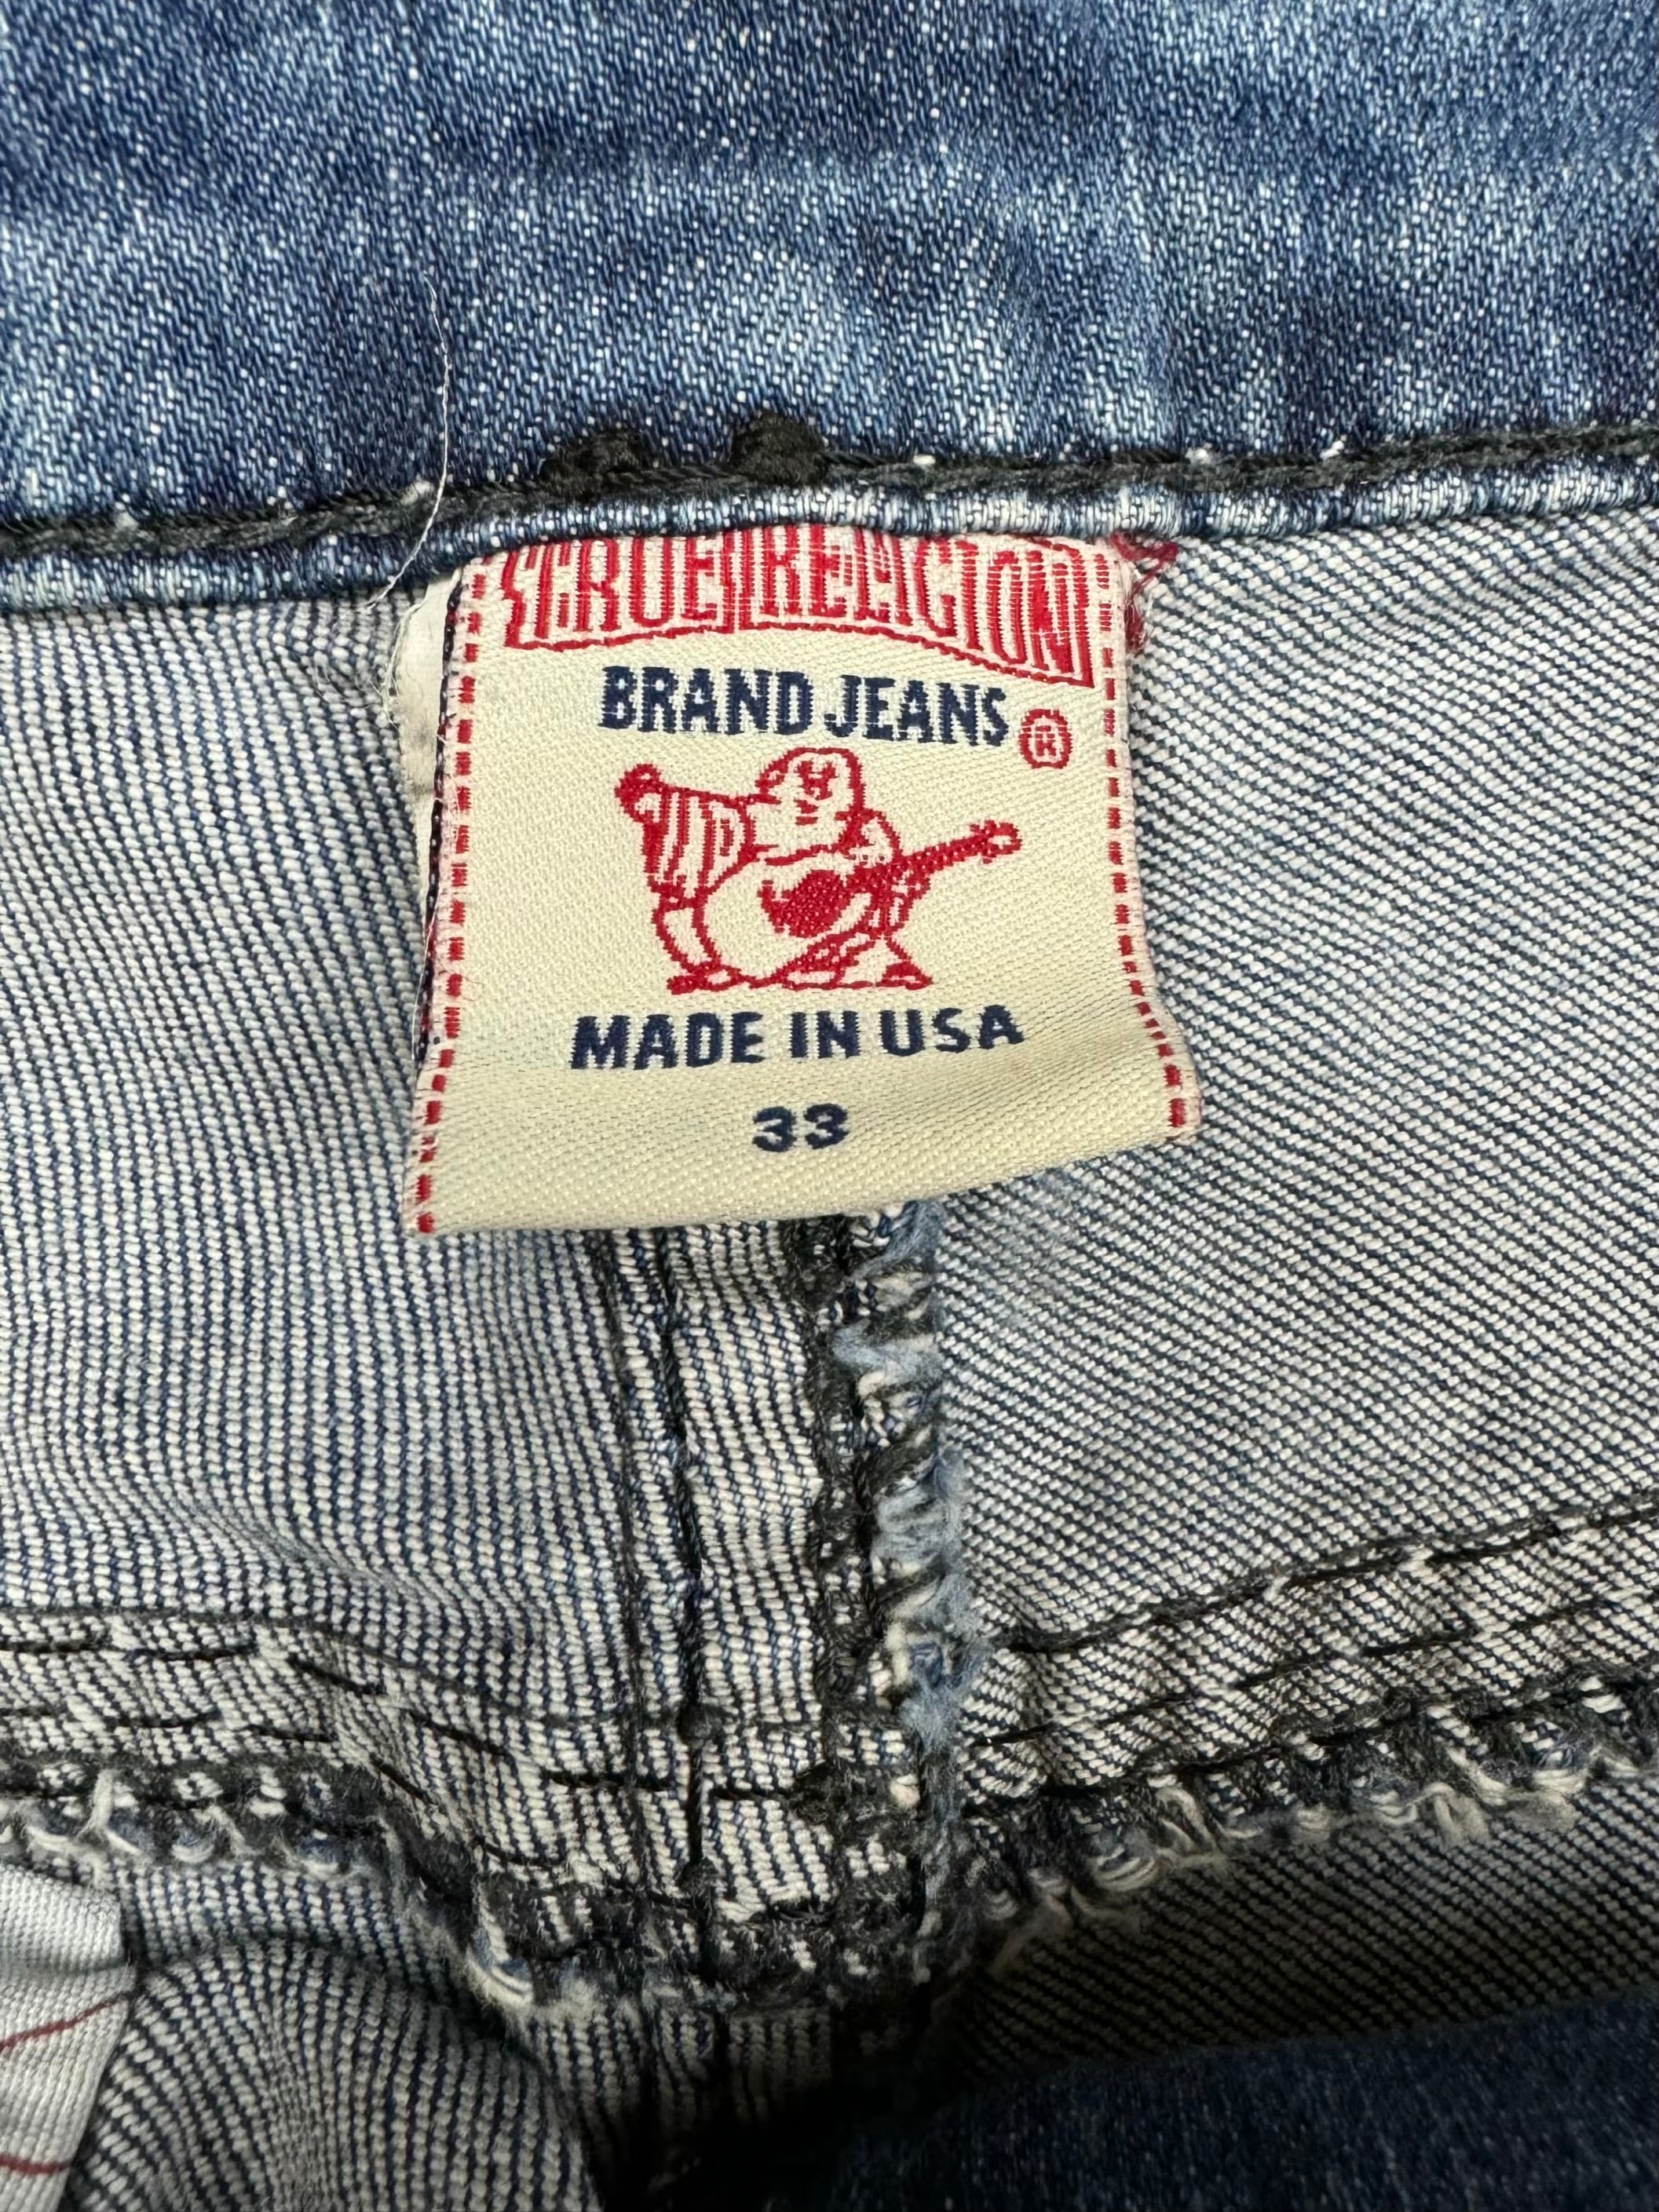 TRUE RELIGION
BRAND JEANS ®
MADE IN USA
33